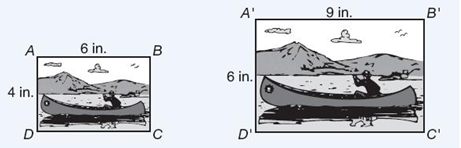 A 6 in. B
4 in.
D C
A' 9 in. B'
6 in.
D' C'